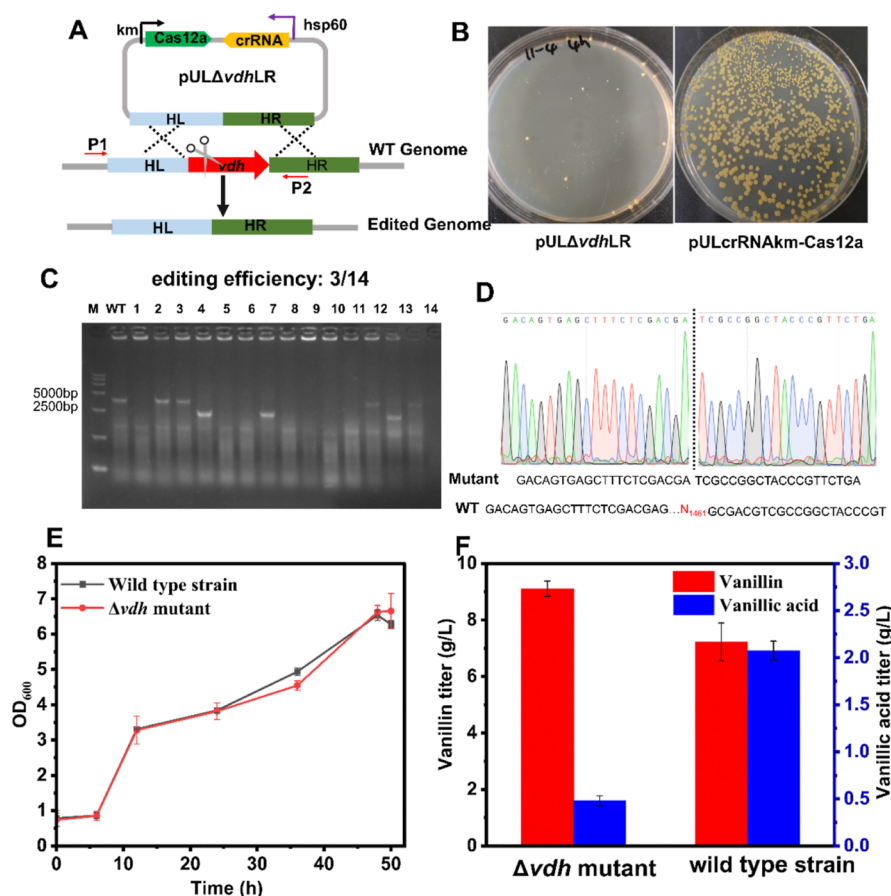 A
km
Cas12a
crRNA
hsp60
pULΔvdhLR
HL
HR
WT Genome
P1
HL
vdh
HR
P2
HL
HR
Edited Genome
B
11-4 4h
pULΔvdhLR
pULcrRNAkm-Cas12a
C
editing efficiency: 3/14
M WT 1 2 3 4 5 6 7 8 9 10 11 12 13 14
5000bp
2500bp
D
GACAGTGAGCTTTCTCGACGA TCGCCGGCTACCCGTTCTGA
Mutant GACAGTGAGCTTTCTCGACGA TCGCCGGCTACCCGTTCTGA
WT GACAGTGAGCTTTCTCGACGAG...N1461 GCGACGTCGCCGGCTACCCGT
E
Wild type strain
Δvdh mutant
OD600
8
7
6
5
4
3
2
1
0
0 10 20 30 40 50
Time (h)
F
Vanillin
Vanillic acid
Vanillin titer (g/L)
10
8
6
4
2
0
Vanillic acid titer (g/L)
3.0
2.5
2.0
1.5
1.0
0.5
0.0
Δvdh mutant
wild type strain